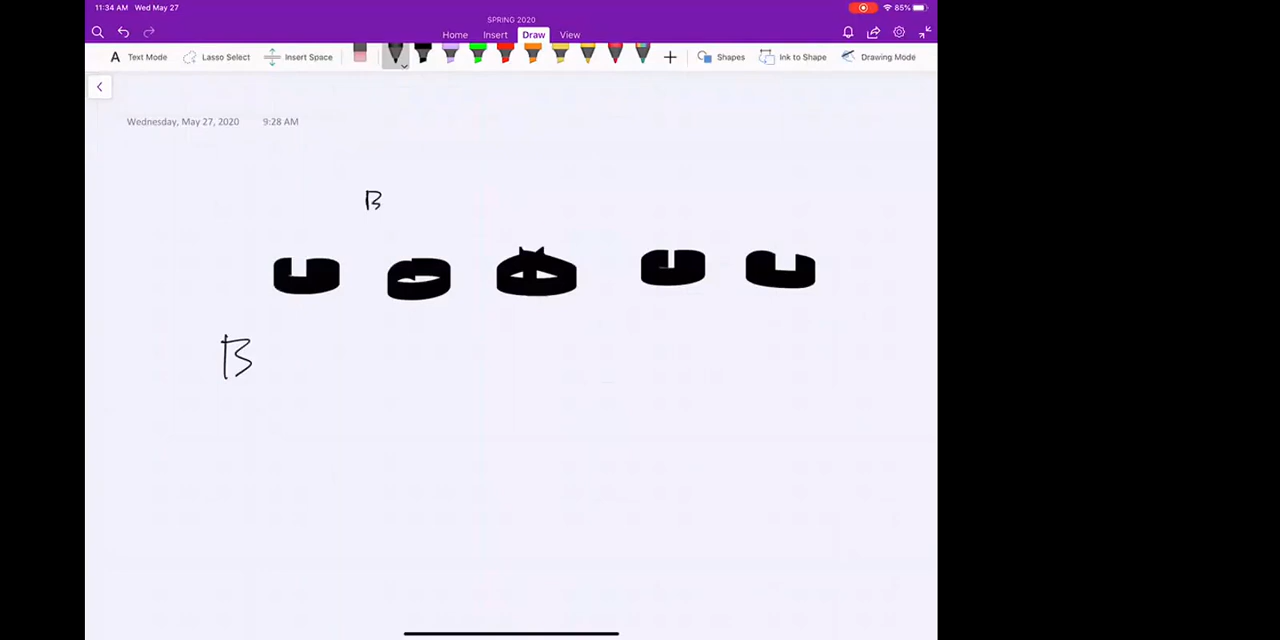 11:34 AM Wed May 27
85%
SPRING 2020
Home Insert Draw View
A Text Mode Lasso Select Insert Space Shapes Ink to Shape Drawing Mode
Wednesday, May 27, 2020 9:28 AM
B
B